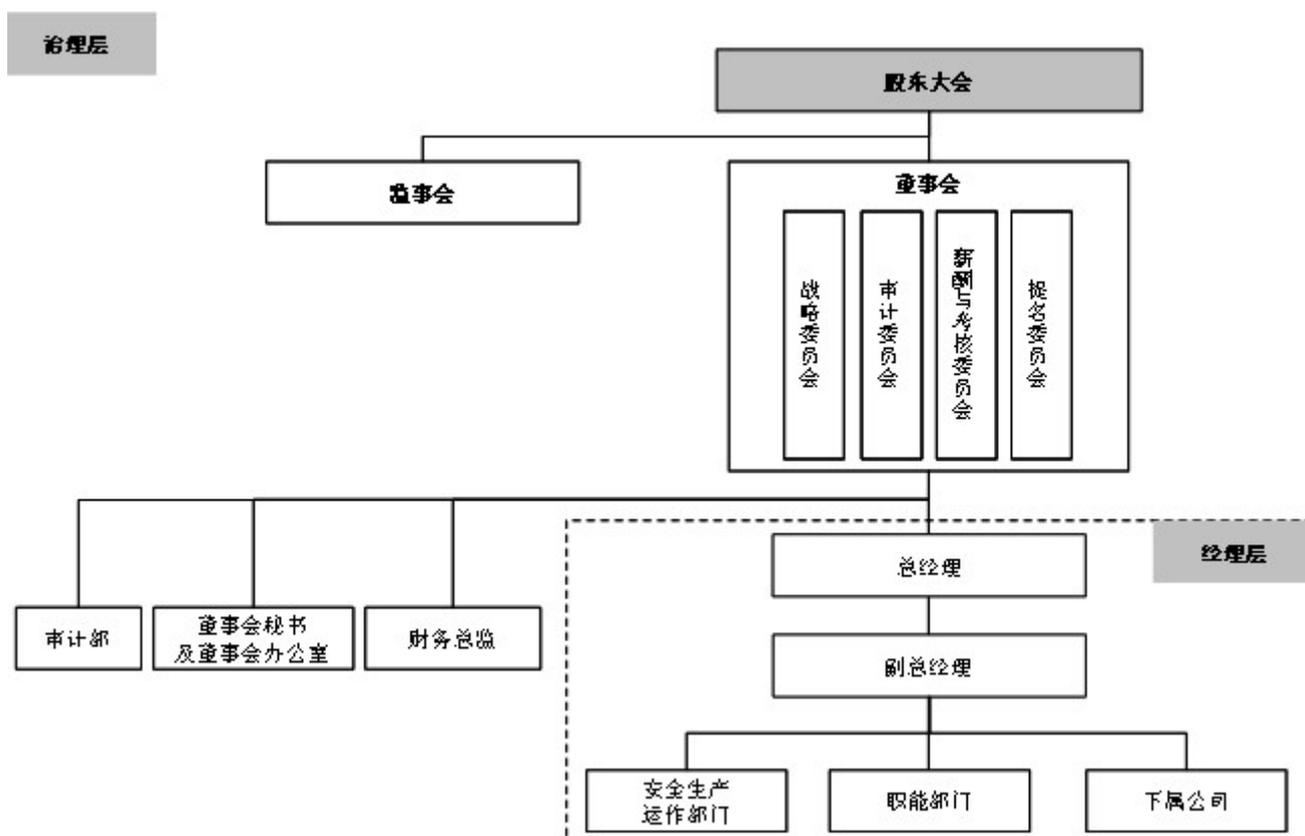 治理层
股东大会
监事会
董事会
战略委员会
审计委员会
薪酬与考核委员会
提名委员会
经理层
总经理
审计部
董事会秘书
及董事会办公室
财务总监
副总经理
安全生产
运作部门
职能部门
下属公司